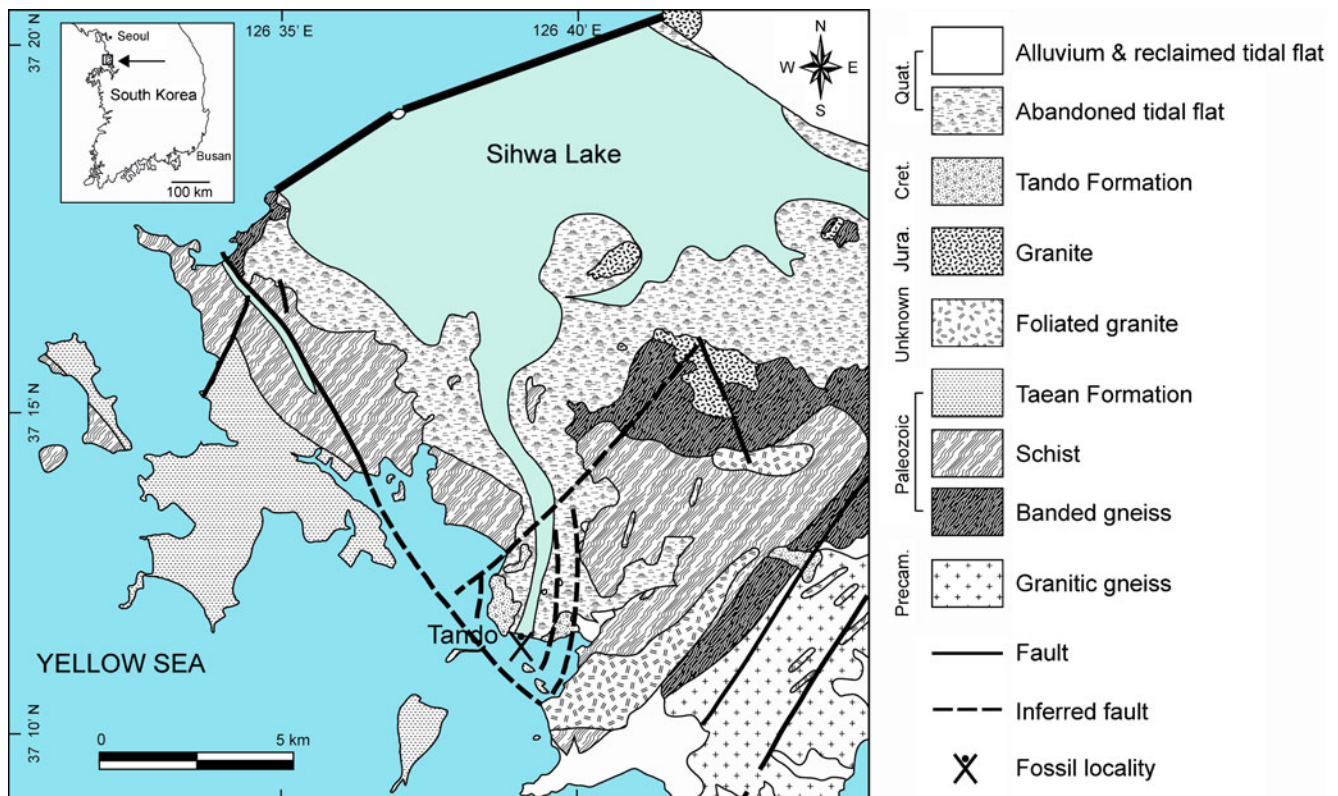 126 35' E
126 40' E
37 20' N
37 15' N
37 10' N
Seoul
South Korea
Busan
100 km
N
W E
S
Sihwa Lake
Tando
YELLOW SEA
0 5 km
Quat.
Alluvium & reclaimed tidal flat
Abandoned tidal flat
Cret.
Tando Formation
Jura.
Granite
Unknown
Foliated granite
Paleozoic
Taean Formation
Schist
Banded gneiss
Precam.
Granitic gneiss
Fault
Inferred fault
Fossil locality